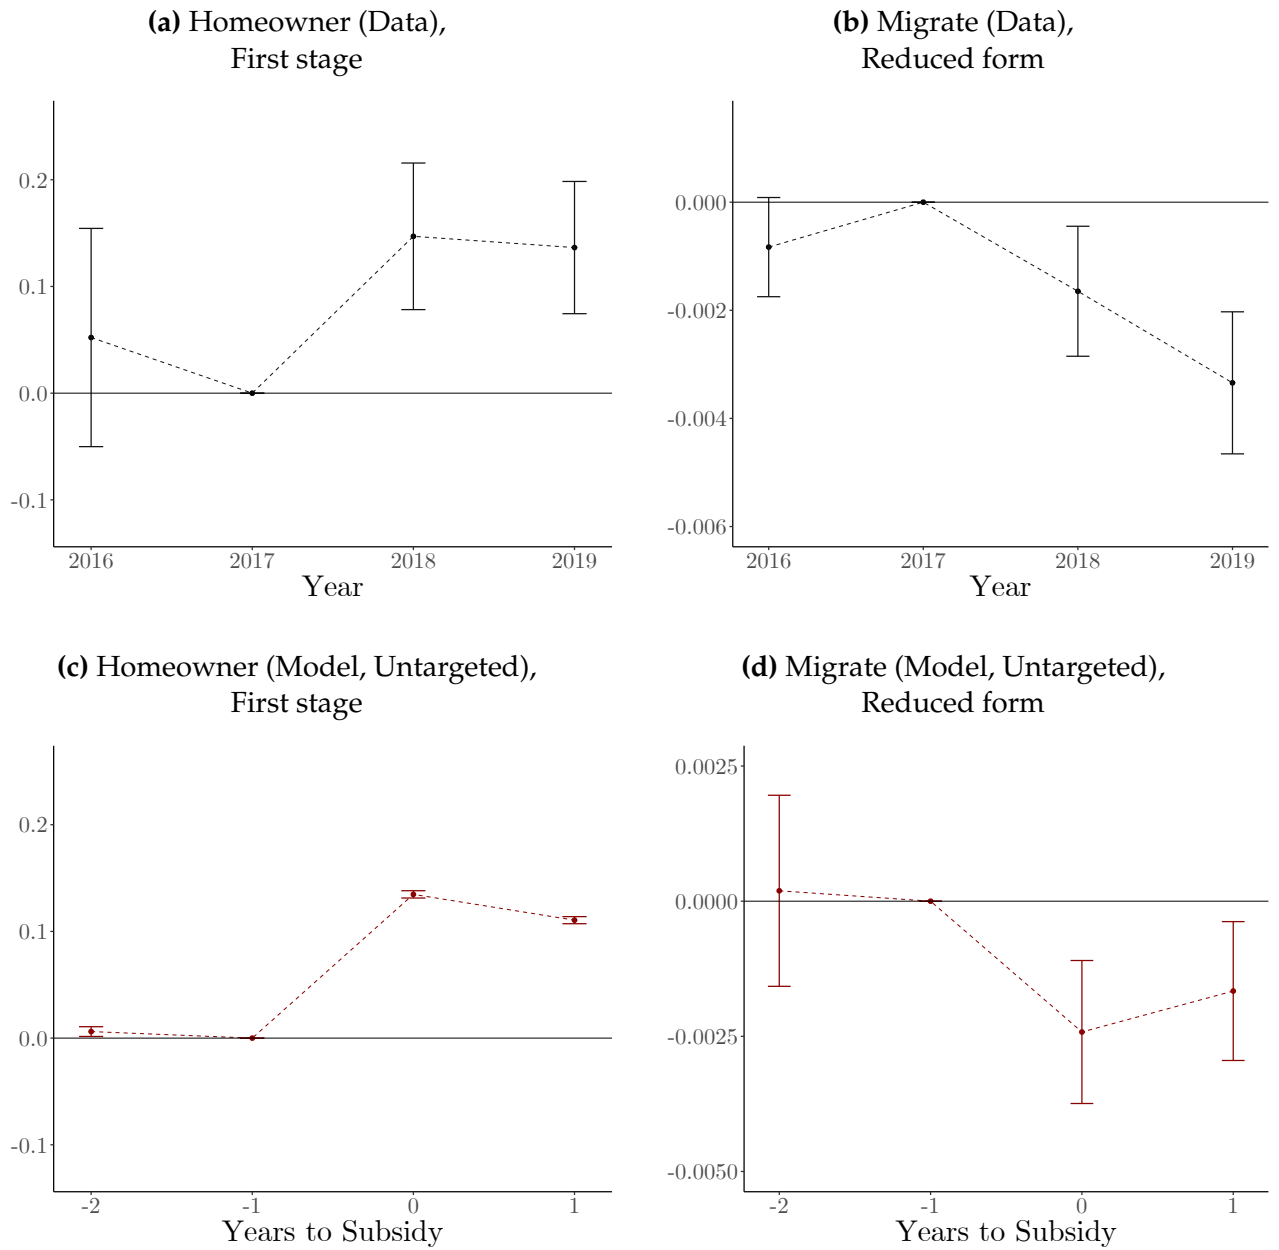 (a) Homeowner (Data),
First stage
0.2
0.1
0.0
-0.1
2016 2017 2018 2019
Year
(b) Migrate (Data),
Reduced form
0.000
-0.002
-0.004
-0.006
2016 2017 2018 2019
Year
(c) Homeowner (Model, Untargeted),
First stage
0.2
0.1
0.0
-0.1
-2 -1 0 1
Years to Subsidy
(d) Migrate (Model, Untargeted),
Reduced form
0.0025
0.0000
-0.0025
-0.0050
-2 -1 0 1
Years to Subsidy